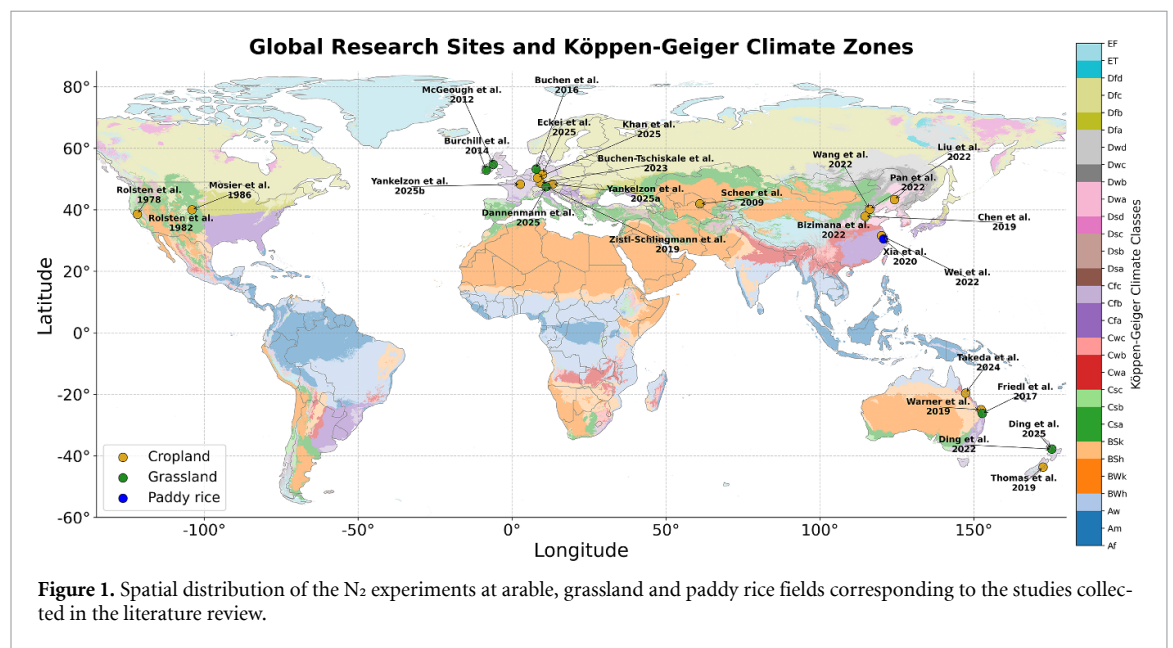 Global Research Sites and Köppen-Geiger Climate Zones
80°
60°
40°
20°
0°
-20°
-40°
-60°
Latitude
-100°
-50°
0°
50°
100°
150°
Longitude
McGeough et al.
2012
Buchen et al.
2016
Burchill et al.
2014
Eckei et al.
2025
Khan et al.
2025
Yankelzon et al.
2025b
Buchen-Tschiskale et al.
2023
Yankelzon et al.
2025a
Scheer et al.
2009
Dannenmann et al.
2025
Zistl-Schlingmann et al.
2019
Rolsten et al.
1978
Mosier et al.
1986
Rolsten et al.
1982
Wang et al.
2022
Liu et al.
2022
Pan et al.
2022
Chen et al.
2019
Bizimana et al.
2022
Xia et al.
2020
Wei et al.
2022
Takeda et al.
2024
Friedl et al.
2017
Warner et al.
2019
Ding et al.
2025
Ding et al.
2022
Thomas et al.
2019
Cropland
Grassland
Paddy rice
EF
ET
Dfd
Dfc
Dfb
Dfa
Dwd
Dwc
Dwb
Dwa
Dsd
Dsc
Dsb
Dsa
Cfc
Cfb
Cfa
Cwc
Cwb
Cwa
Csc
Csb
Csa
BSk
BSh
BWk
BWh
Aw
Am
Af
Köppen-Geiger Climate Classes
Figure 1. Spatial distribution of the N₂ experiments at arable, grassland and paddy rice fields corresponding to the studies collec-
ted in the literature review.